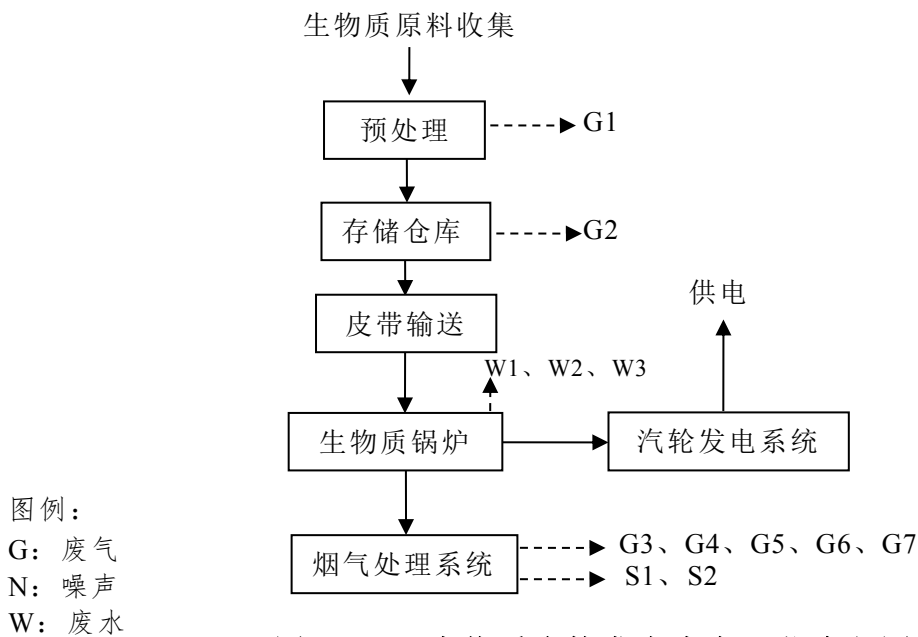 生物质原料收集
预处理
G1
存储仓库
G2
皮带输送
供电
W1、W2、W3
生物质锅炉
汽轮发电系统
图例：
G：废气
N：噪声
W：废水
烟气处理系统
G3、G4、G5、G6、G7
S1、S2